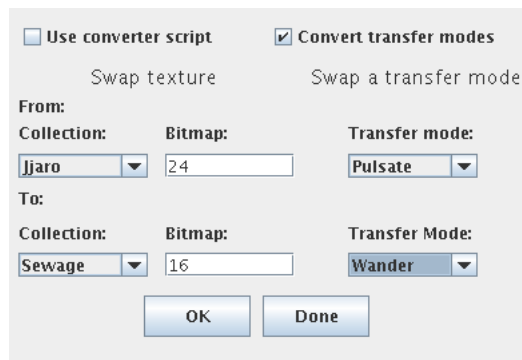 Use converter script Convert transfer modes
Swap texture Swap a transfer mode
From:
Collection: Bitmap: Transfer mode:
Jjaro 24 Pulsate
To:
Collection: Bitmap: Transfer Mode:
Sewage 16 Wander
OK Done